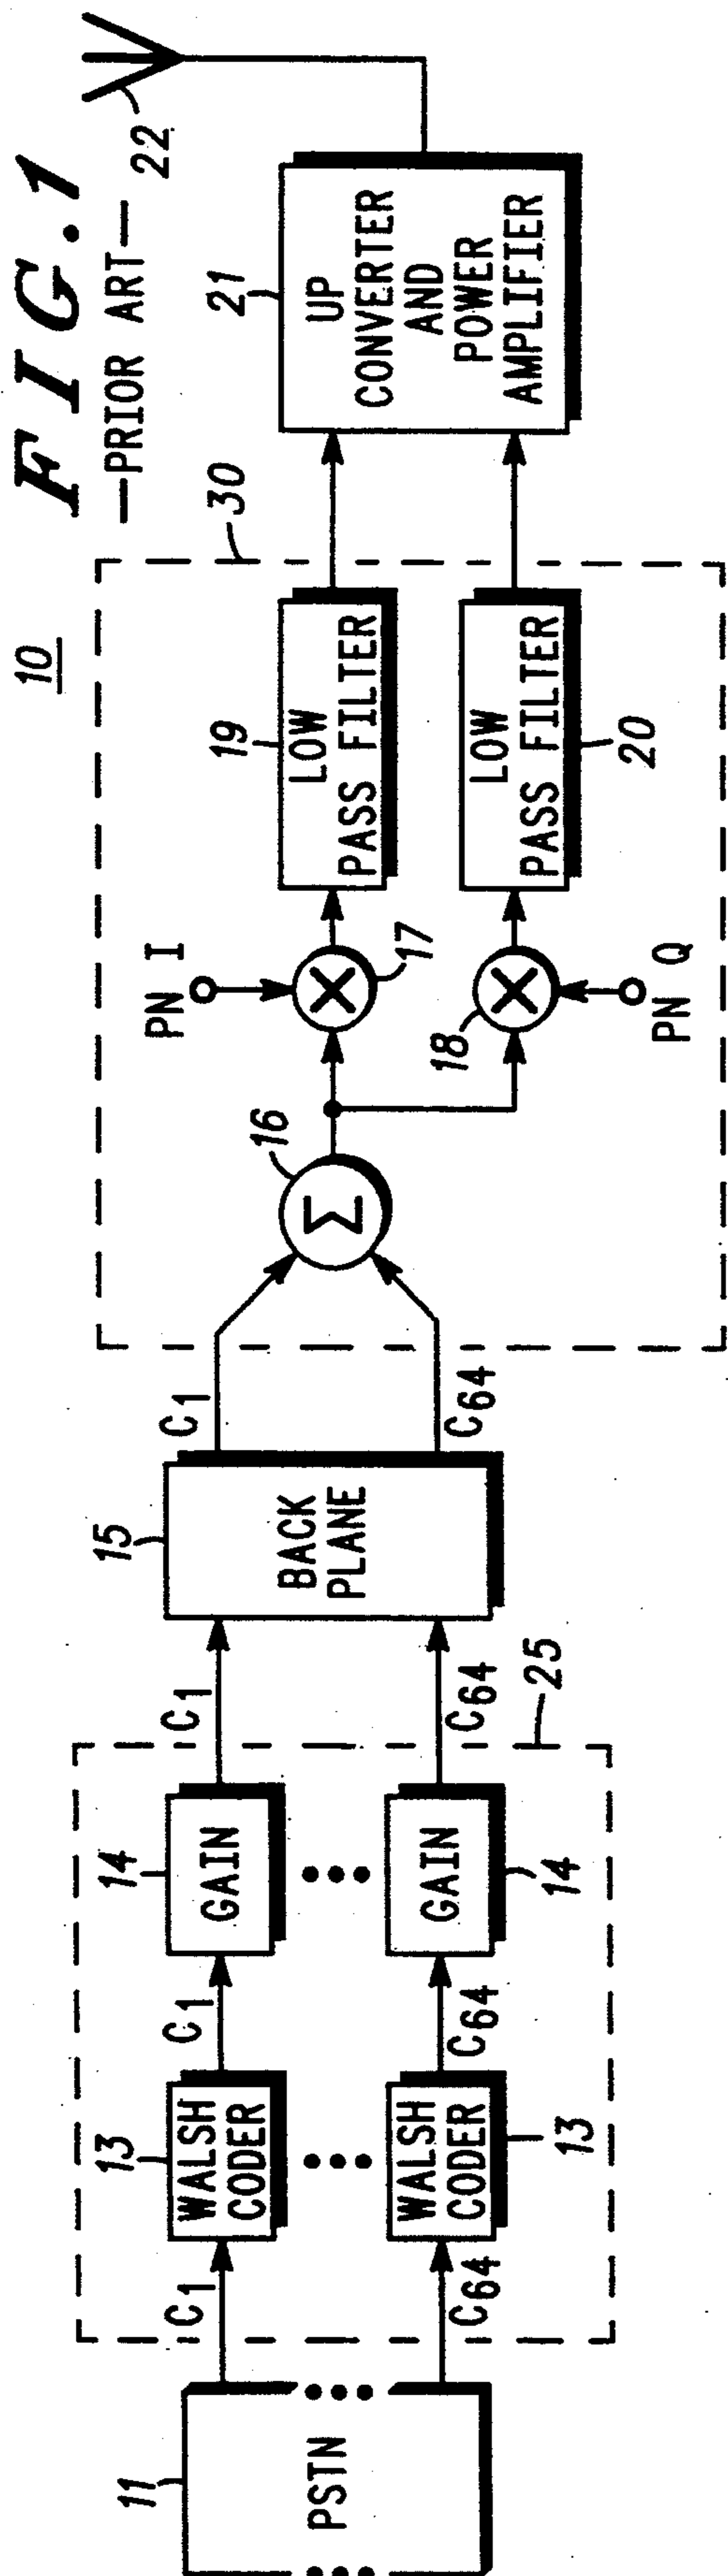 FIG.1
—PRIOR ART—
10
22
21
UP
CONVERTER
AND
POWER
AMPLIFIER
30
19
LOW
PASS FILTER
LOW
PASS FILTER
20
PN I
17
18
PN Q
16
Σ
C1
C64
15
BACK
PLANE
C1
C64
25
14
GAIN
GAIN
14
C1
C64
13
WALSH
CODER
WALSH
CODER
13
C1
C64
11
PSTN